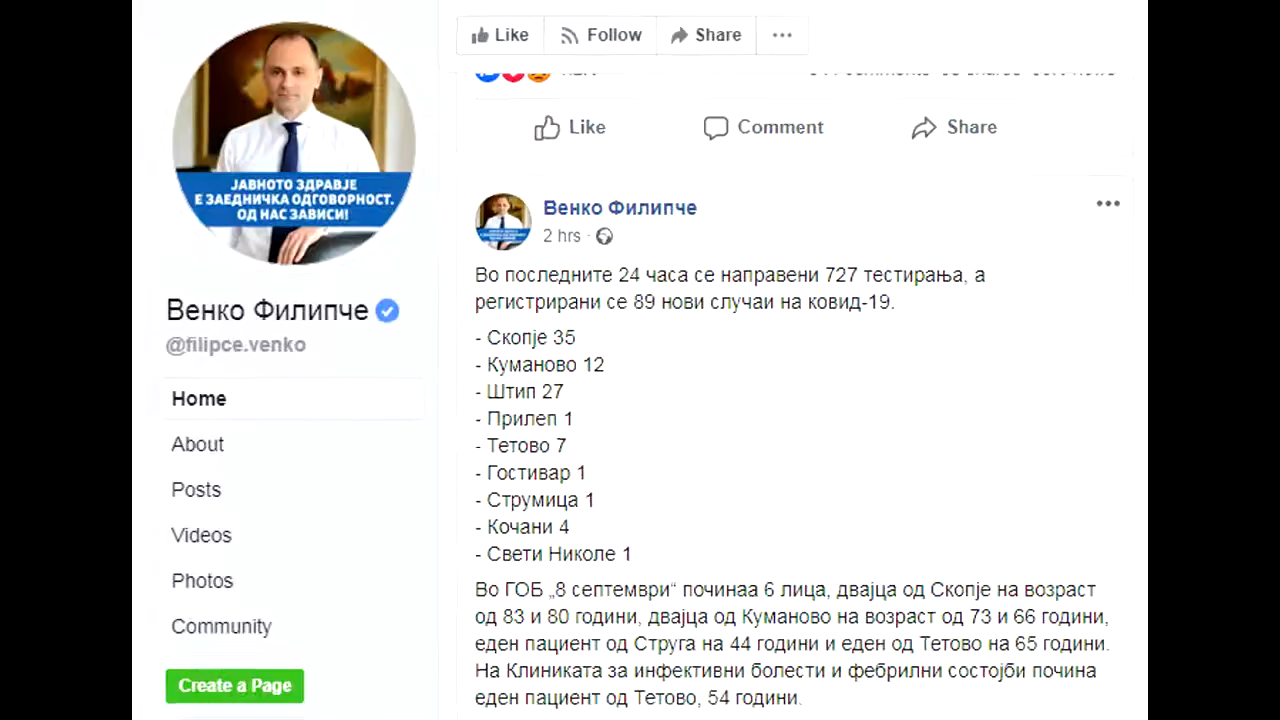 Like Follow Share
ЈАВНОТО ЗДРАВЈЕ
Е ЗАЕДНИЧКА ОДГОВОРНОСТ.
ОД НАС ЗАВИСИ!
Венко Филипче
@filipce.venko
Home
About
Posts
Videos
Photos
Community
Create a Page
Like Comment Share
Венко Филипче
2 hrs ·
Во последните 24 часа се направени 727 тестирања, а
регистрирани се 89 нови случаи на ковид-19.
- Скопје 35
- Куманово 12
- Штип 27
- Прилеп 1
- Тетово 7
- Гостивар 1
- Струмица 1
- Кочани 4
- Свети Николе 1
Во ГОБ „8 септември“ починаа 6 лица, двајца од Скопје на возраст
од 83 и 80 години, двајца од Куманово на возраст од 73 и 66 години,
еден пациент од Струга на 44 години и еден од Тетово на 65 години.
На Клиниката за инфективни болести и фебрилни состојби почина
еден пациент од Тетово, 54 години.